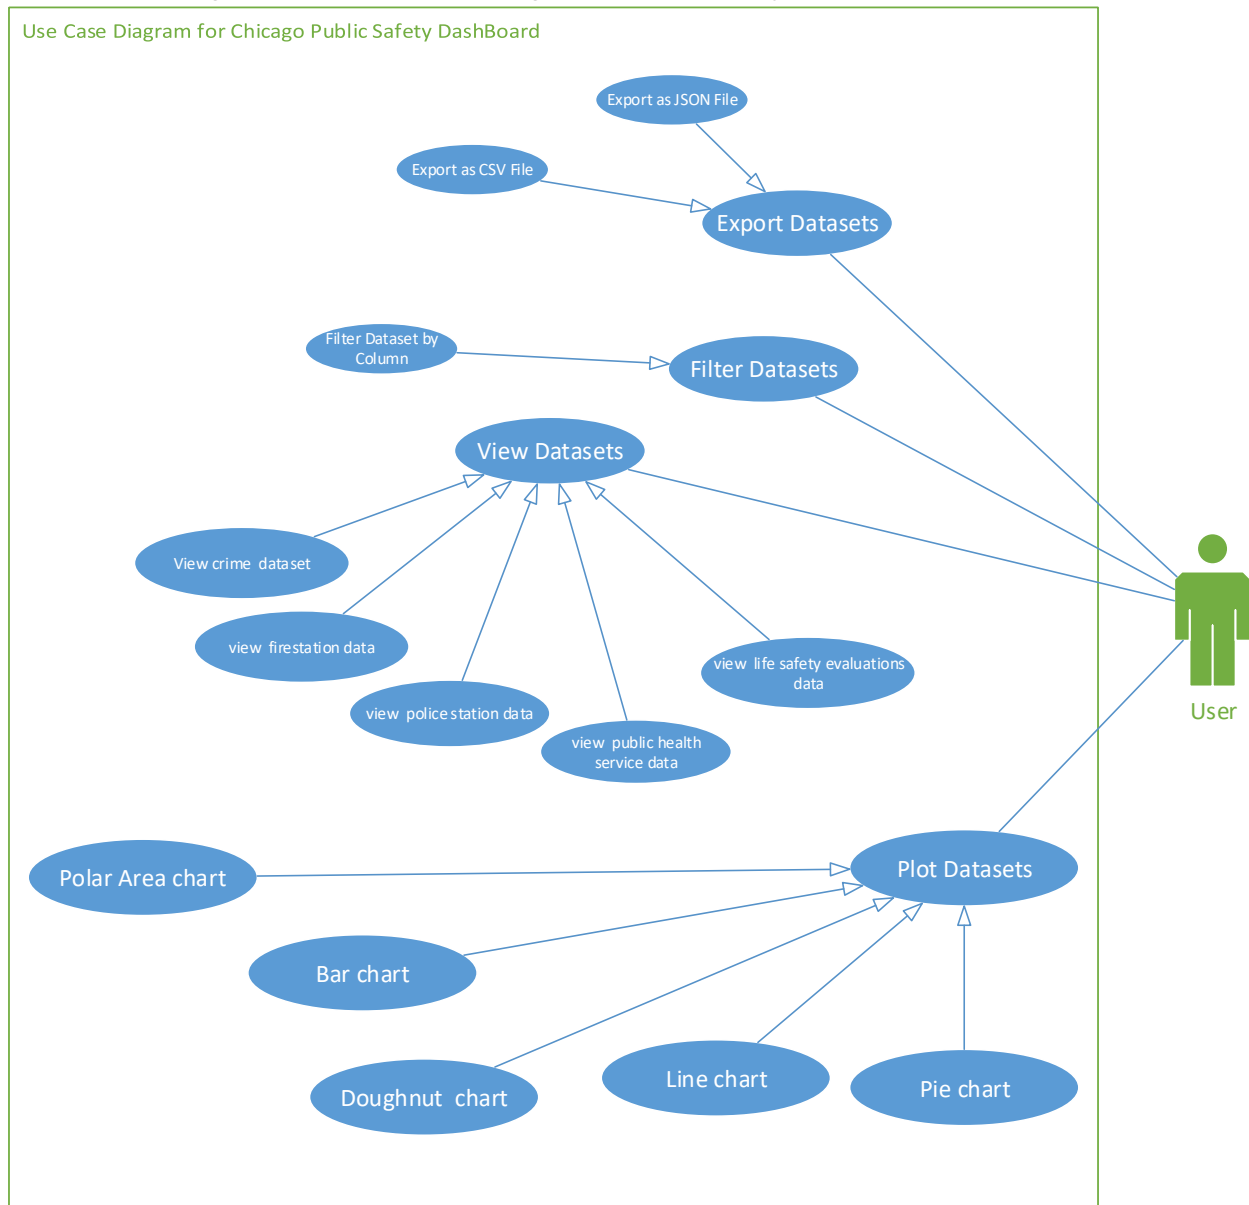 Use Case Diagram for Chicago Public Safety DashBoard
Export as JSON File
Export as CSV File
Export Datasets
Filter Dataset by
Column
Filter Datasets
View Datasets
View crime dataset
view firestation data
view life safety evaluations
data
view police station data
view public health
service data
User
Polar Area chart
Plot Datasets
Bar chart
Doughnut chart
Line chart
Pie chart